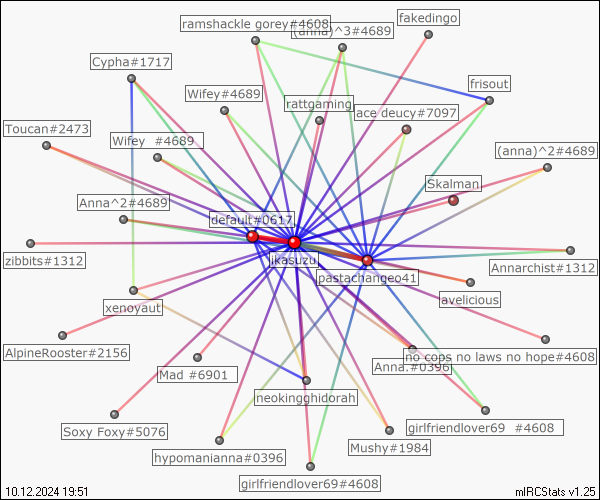 ramshackle gorey#4608
fakedingo
(anna)^3#4689
Cypha#1717
frisout
Wifey#4689
rattgaming
ace deucy#7097
Toucan#2473
Wifey #4689
(anna)^2#4689
Skalman
Anna^2#4689
default#0617
ikasuzu
zibbits#1312
Annarchist#1312
pastachangeo41
xenoyaut
avelicious
AlpineRooster#2156
no cops no laws no hope#4608
Anna.#0396
Mad #6901
neokingghidorah
Soxy Foxy#5076
girlfriendlover69 #4608
Mushy#1984
hypomanianna#0396
girlfriendlover69#4608
10.12.2024 19:51
mIRCStats v1.25